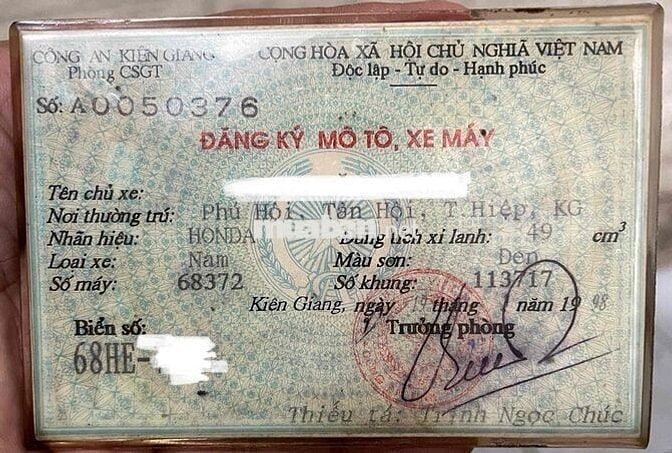 CÔNG AN KIÊN GIANG CỘNG HÒA XÃ HỘI CHỦ NGHĨA VIỆT NAM
Phòng CSGT Độc lập - Tự do - Hạnh phúc
Số: A0050376
ĐĂNG KÝ MÔ TÔ, XE MÁY
Tên chủ xe:
Nơi thường trú: Phú Hội, Tân Hội, T.Hiệp, KG
Nhãn hiệu: HONDA Dung tích xi lanh: 49 cm³
Loại xe: Nam Màu sơn: Đen
Số máy: 68372 Số khung: 113717
Kiên Giang, ngày tháng năm 19 98
Biển số: Trưởng phòng
68HE-
Thiếu tá: Trịnh Ngọc Chúc